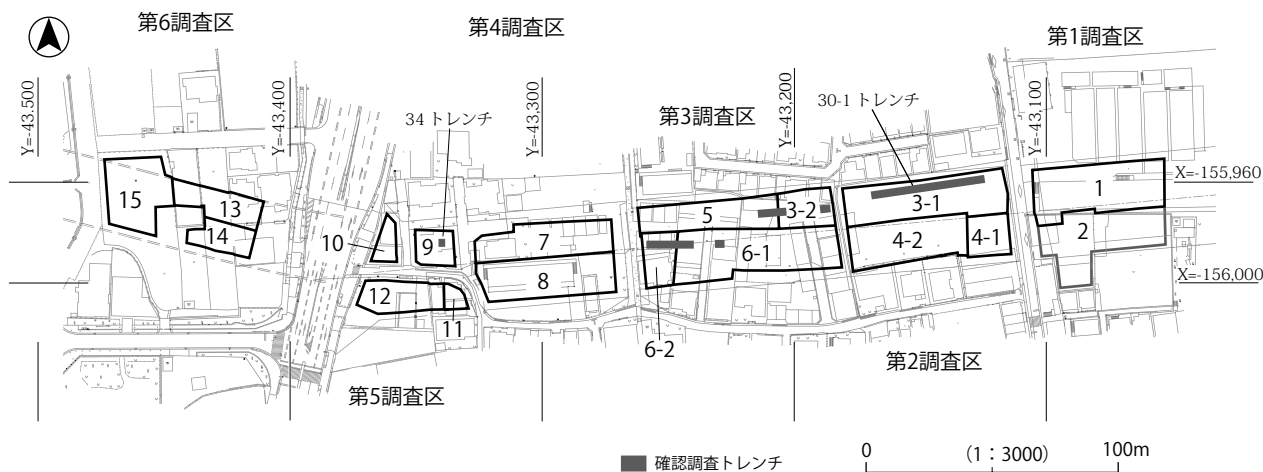 第6調査区
第4調査区
第1調査区
Y=-43,500
Y=-43,400
34 トレンチ
Y=-43,300
第3調査区
Y=-43,200
30-1 トレンチ
Y=-43,100
X=-155,960
15
13
14
10
9
7
8
5
3-2
3-1
1
6-1
4-2
4-1
2
X=-156,000
12
11
6-2
第5調査区
第2調査区
確認調査トレンチ
0 (1：3000) 100m